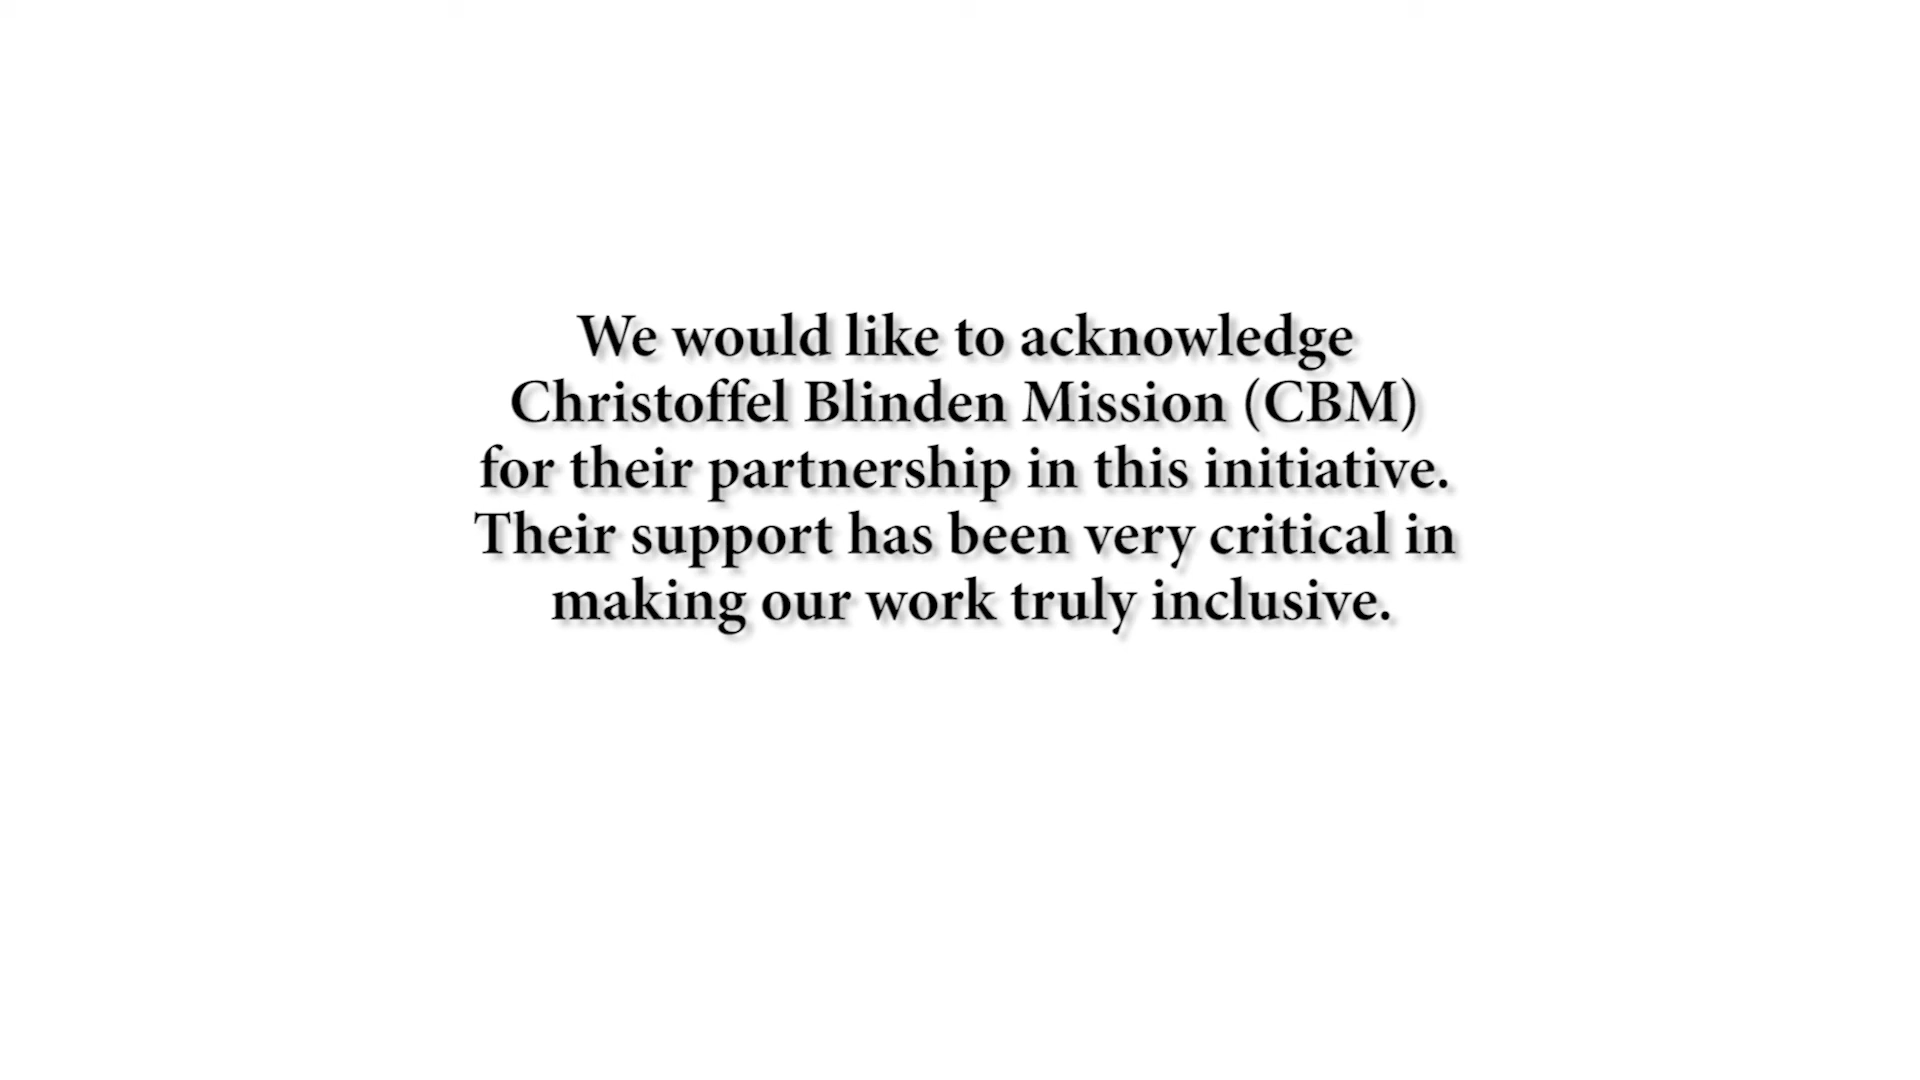 We would like to acknowledge
Christoffel Blinden Mission (CBM)
for their partnership in this initiative.
Their support has been very critical in
making our work truly inclusive.